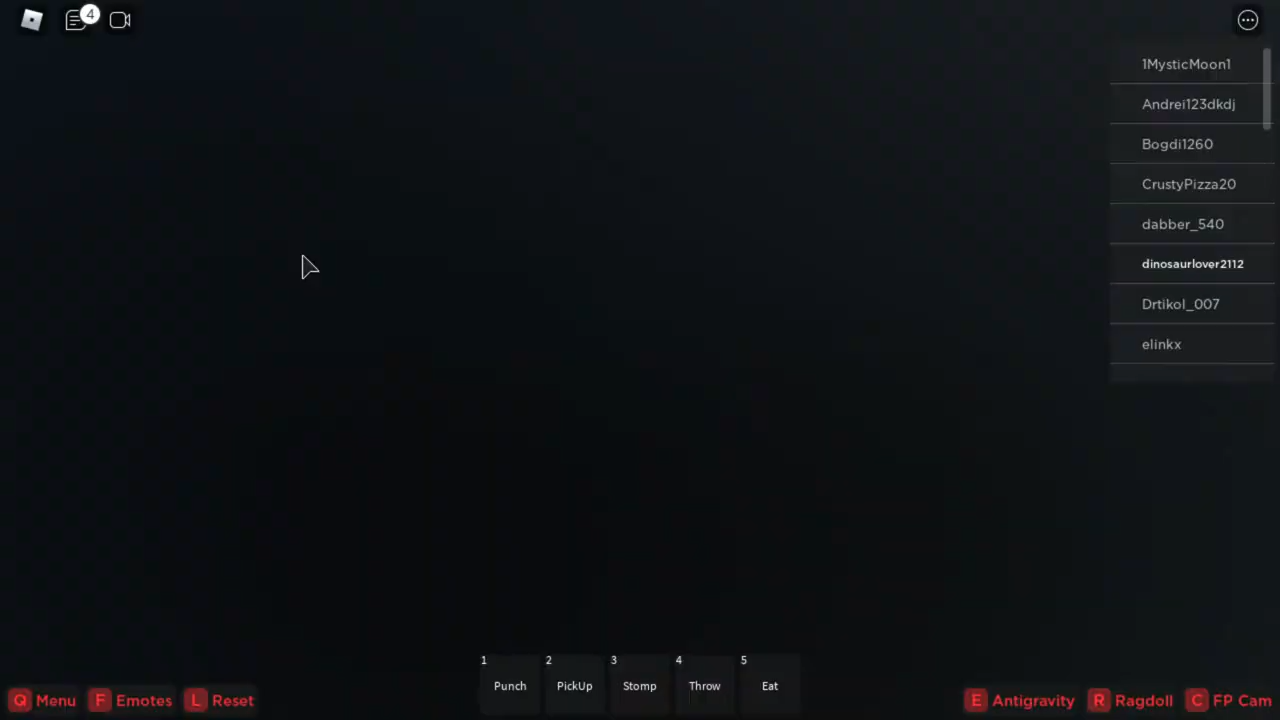 4
1MysticMoon1
Andrei123dkdj
Bogdi1260
CrustyPizza20
dabber_540
dinosaurlover2112
Drtikol_007
elinkx
1 Punch
2 PickUp
3 Stomp
4 Throw
5 Eat
Q Menu F Emotes L Reset
E Antigravity R Ragdoll C FP Cam